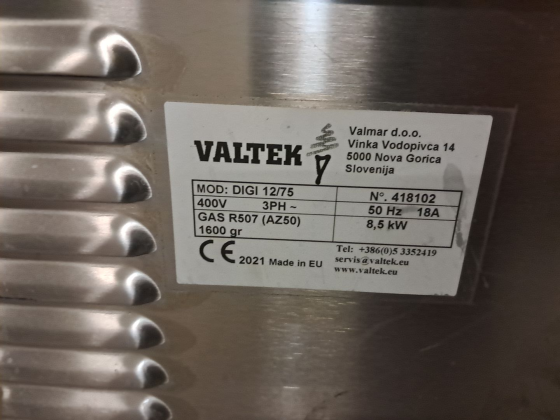 VALTEK
Valmar d.o.o.
Vinka Vodopivca 14
5000 Nova Gorica
Slovenija
MOD: DIGI 12/75 N°. 418102
400V 3PH ~ 50 Hz 18A
GAS R507 (AZ50) 8,5 kW
1600 gr
CE 2021 Made in EU
Tel: +386(0)5 3352419
servis@valtek.eu
www.valtek.eu